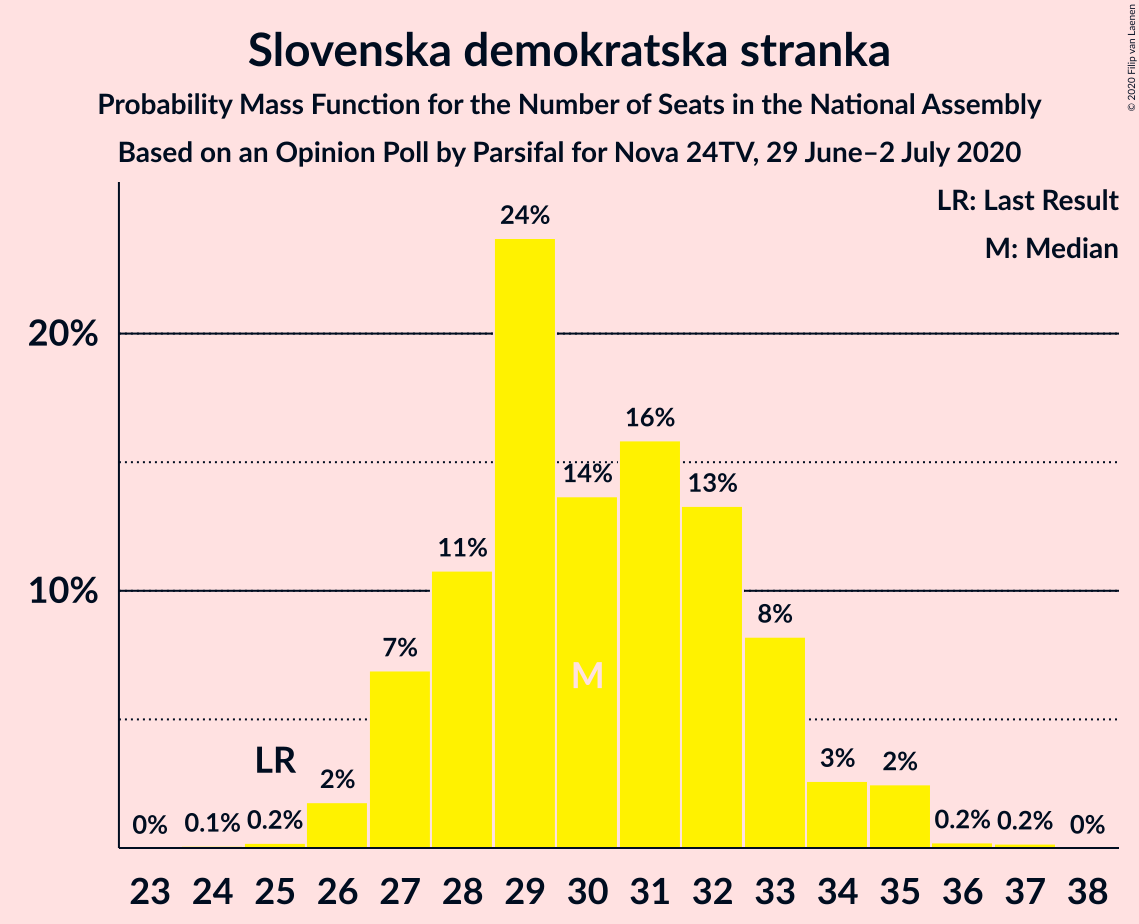 Slovenska demokratska stranka
Probability Mass Function for the Number of Seats in the National Assembly
Based on an Opinion Poll by Parsifal for Nova 24TV, 29 June–2 July 2020
© 2020 Filip van Laenen
LR: Last Result
M: Median
20%
10%
0%
0.1%
0.2%
LR
2%
7%
11%
24%
14%
M
16%
13%
8%
3%
2%
0.2%
0.2%
0%
23 24 25 26 27 28 29 30 31 32 33 34 35 36 37 38